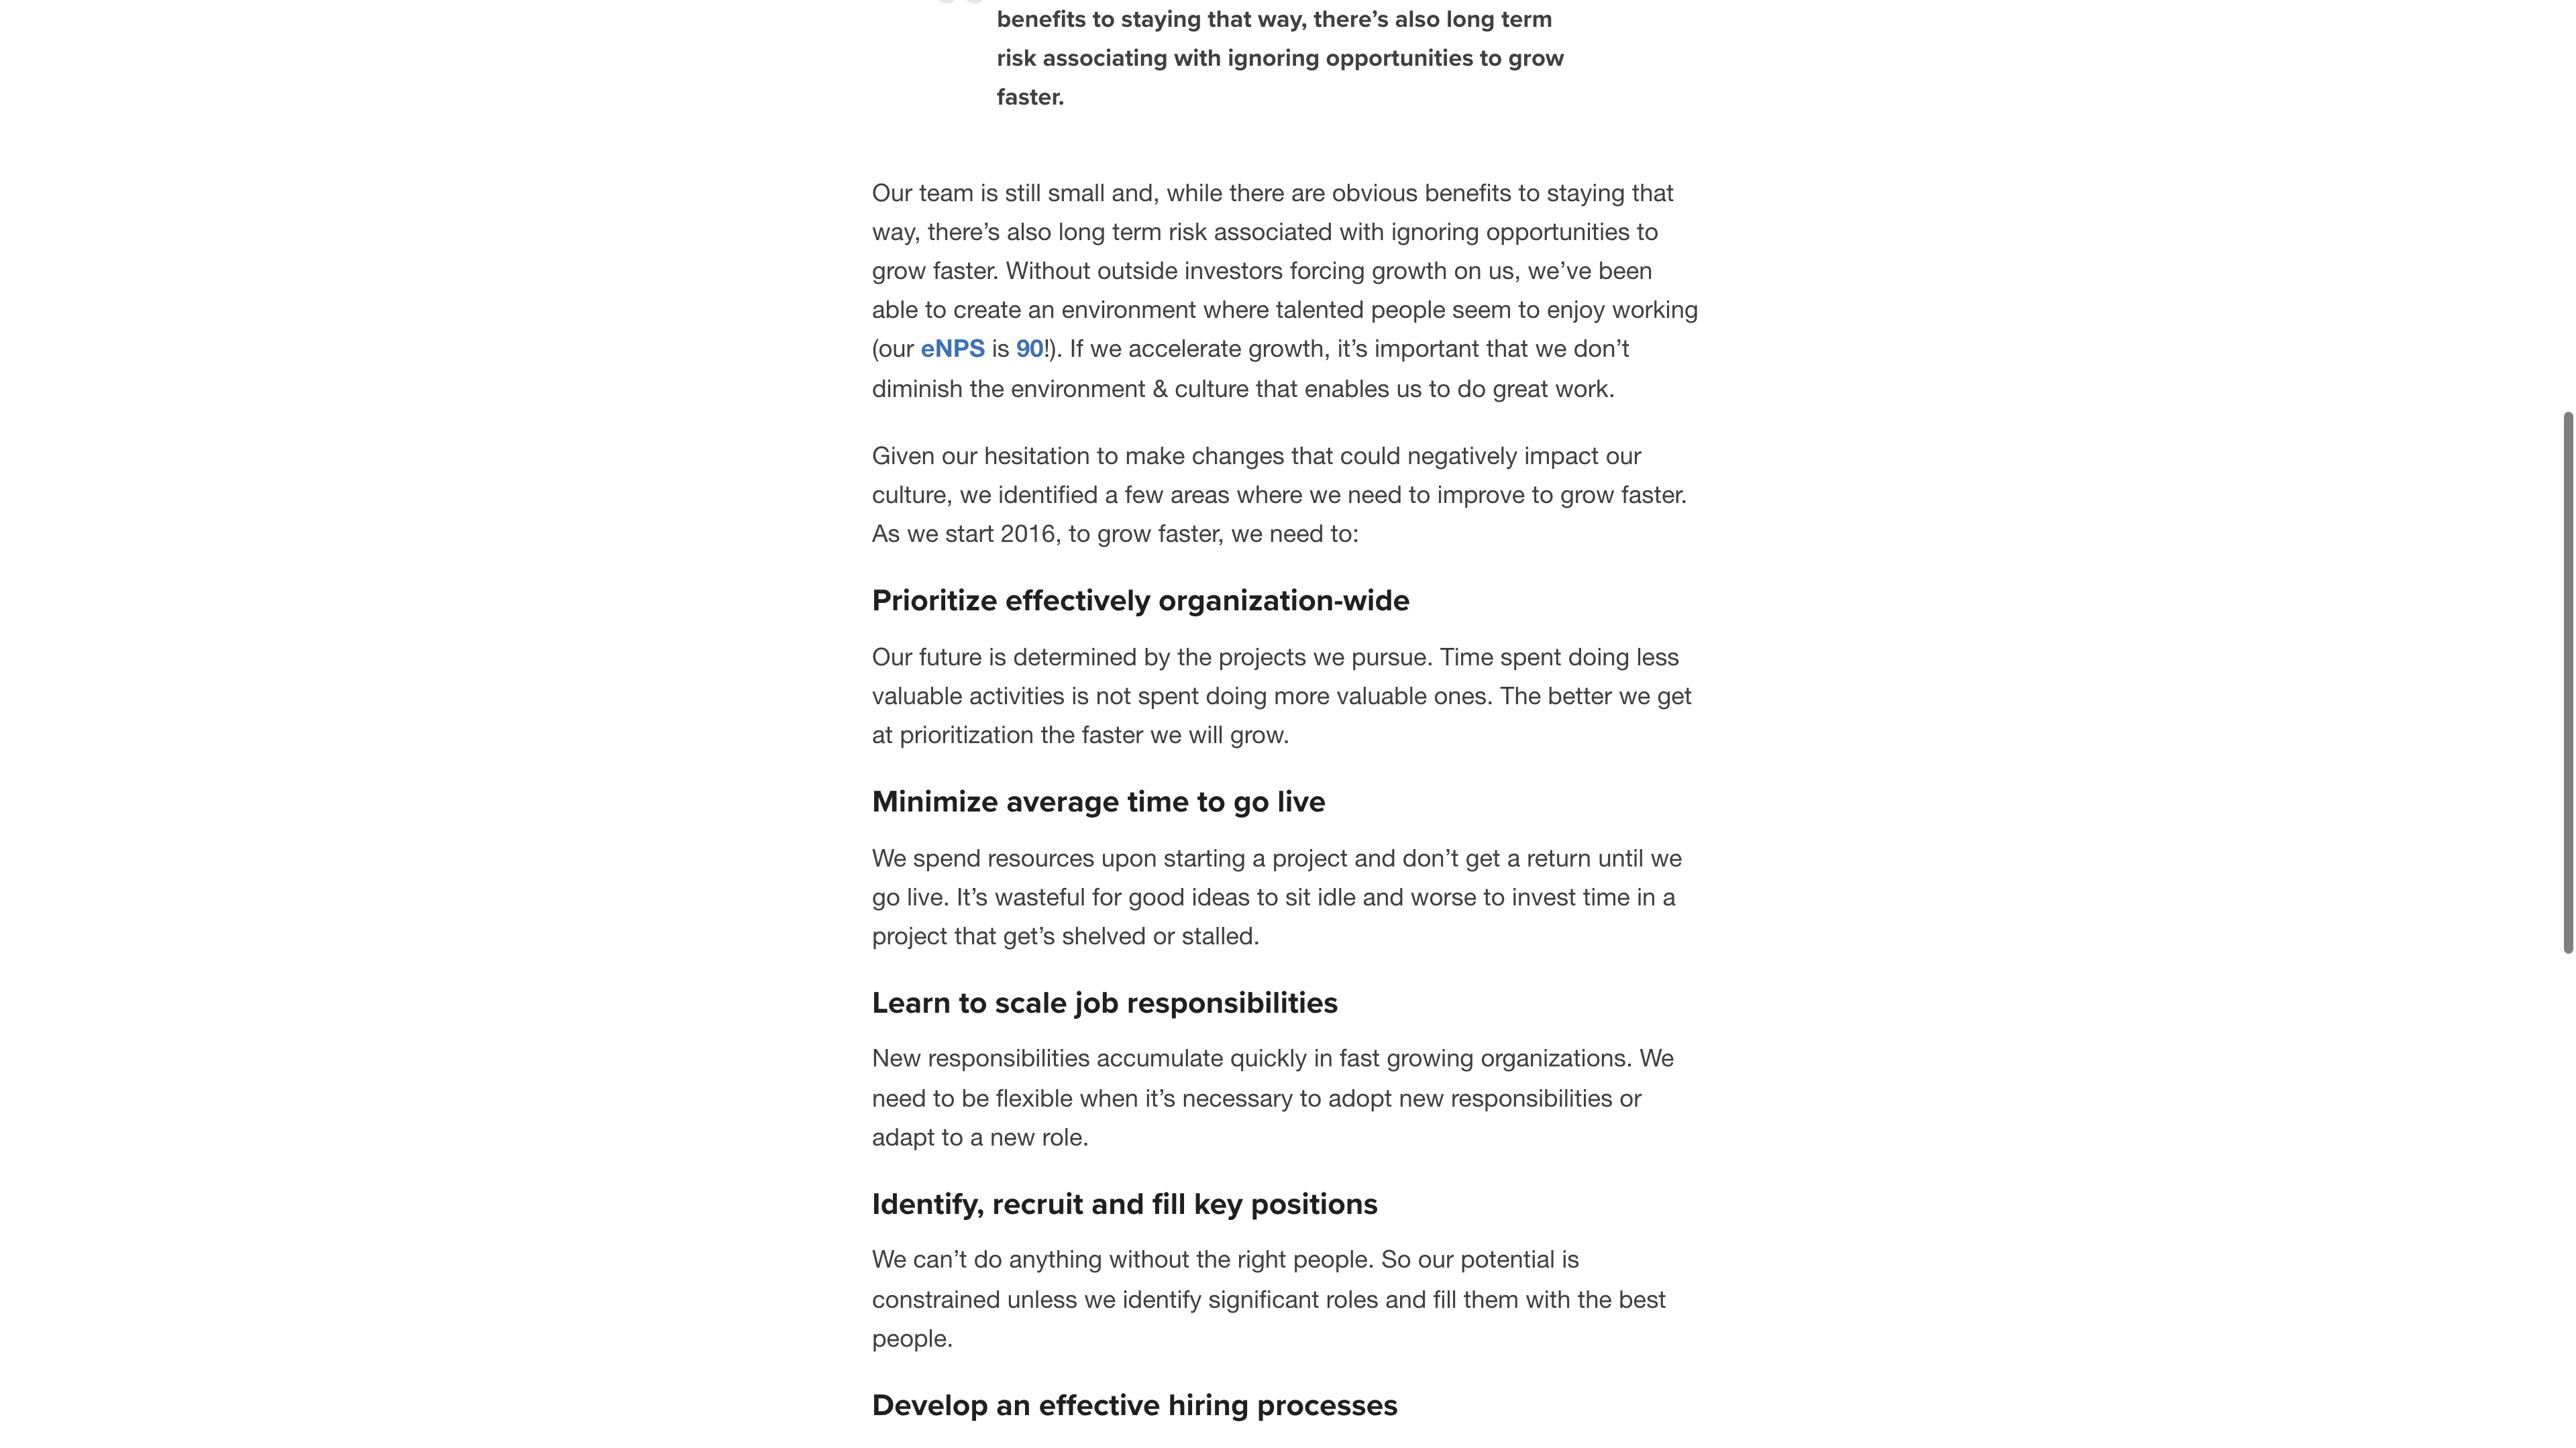 benefits to staying that way, there’s also long term
risk associating with ignoring opportunities to grow
faster.
Our team is still small and, while there are obvious benefits to staying that
way, there’s also long term risk associated with ignoring opportunities to
grow faster. Without outside investors forcing growth on us, we’ve been
able to create an environment where talented people seem to enjoy working
(our eNPS is 90!). If we accelerate growth, it’s important that we don’t
diminish the environment & culture that enables us to do great work.
Given our hesitation to make changes that could negatively impact our
culture, we identified a few areas where we need to improve to grow faster.
As we start 2016, to grow faster, we need to:
Prioritize effectively organization-wide
Our future is determined by the projects we pursue. Time spent doing less
valuable activities is not spent doing more valuable ones. The better we get
at prioritization the faster we will grow.
Minimize average time to go live
We spend resources upon starting a project and don’t get a return until we
go live. It’s wasteful for good ideas to sit idle and worse to invest time in a
project that get’s shelved or stalled.
Learn to scale job responsibilities
New responsibilities accumulate quickly in fast growing organizations. We
need to be flexible when it’s necessary to adopt new responsibilities or
adapt to a new role.
Identify, recruit and fill key positions
We can’t do anything without the right people. So our potential is
constrained unless we identify significant roles and fill them with the best
people.
Develop an effective hiring processes